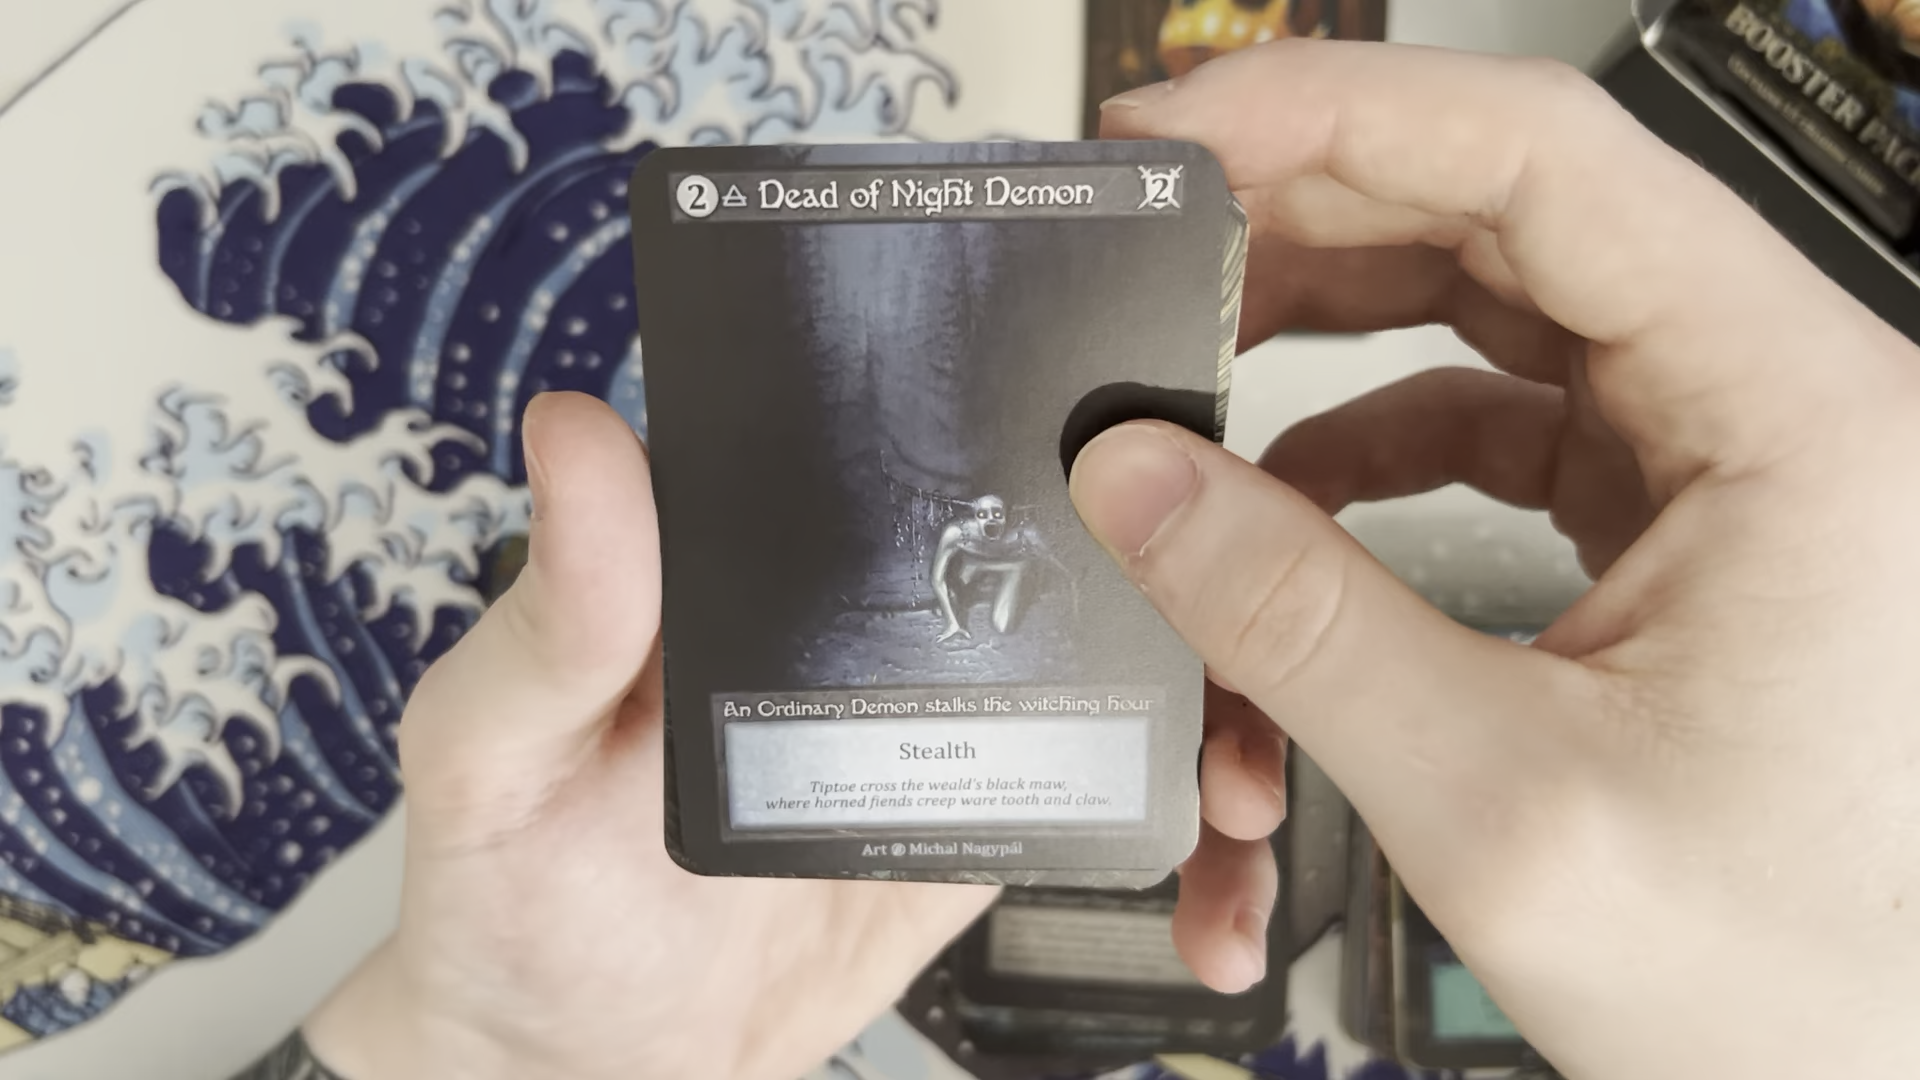 2 Dead of Night Demon 2
An Ordinary Demon stalks the witching hour
Stealth
Tiptoe cross the weald's black maw,
where horned fiends creep ware tooth and claw.
Art Michal Nagypál
BOOSTER PACK